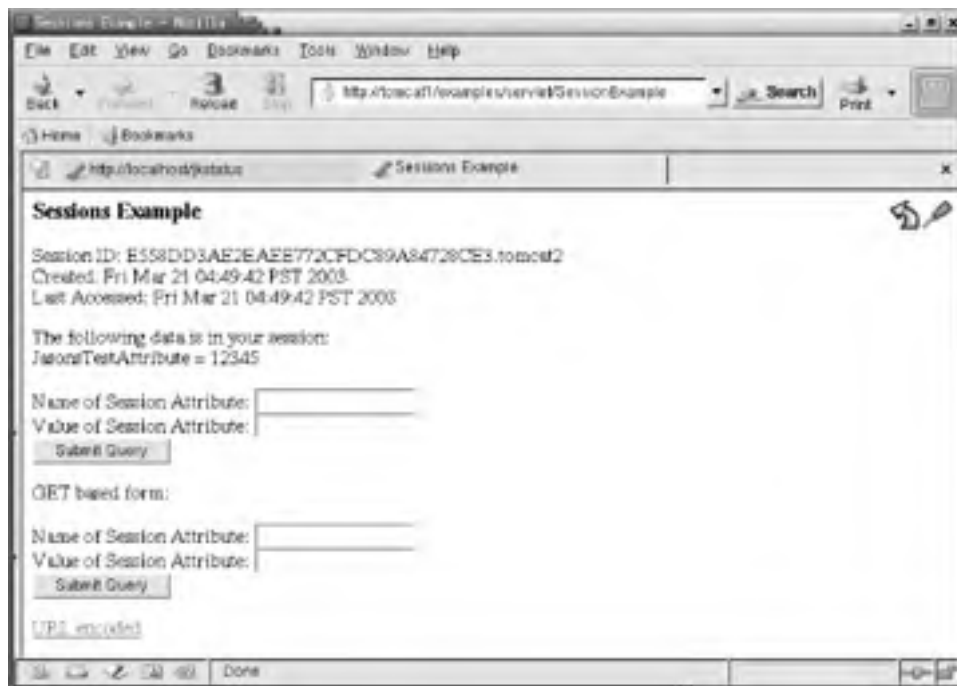 Sessions Example - Mozilla
File Edit View Go Bookmarks Tools Window Help
Back Forward Reload Stop http://tomcat1/examples/servlet/SessionExample Search Print
Home Bookmarks
http://localhost/jkstatus Sessions Example
Sessions Example
Session ID: E558DD3AE2EAEE772CFDC89A84728CE3.tomcat2
Created: Fri Mar 21 04:49:42 PST 2003
Last Accessed: Fri Mar 21 04:49:42 PST 2003
The following data is in your session:
JasonsTestAttribute = 12345
Name of Session Attribute:
Value of Session Attribute:
Submit Query
GET based form:
Name of Session Attribute:
Value of Session Attribute:
Submit Query
URL encoded
Done